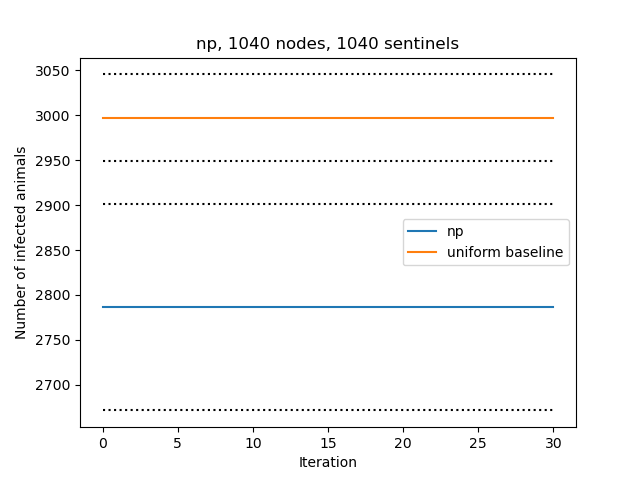 np, 1040 nodes, 1040 sentinels
Number of infected animals
3050
3000
2950
2900
2850
2800
2750
2700
np
uniform baseline
0 5 10 15 20 25 30
Iteration